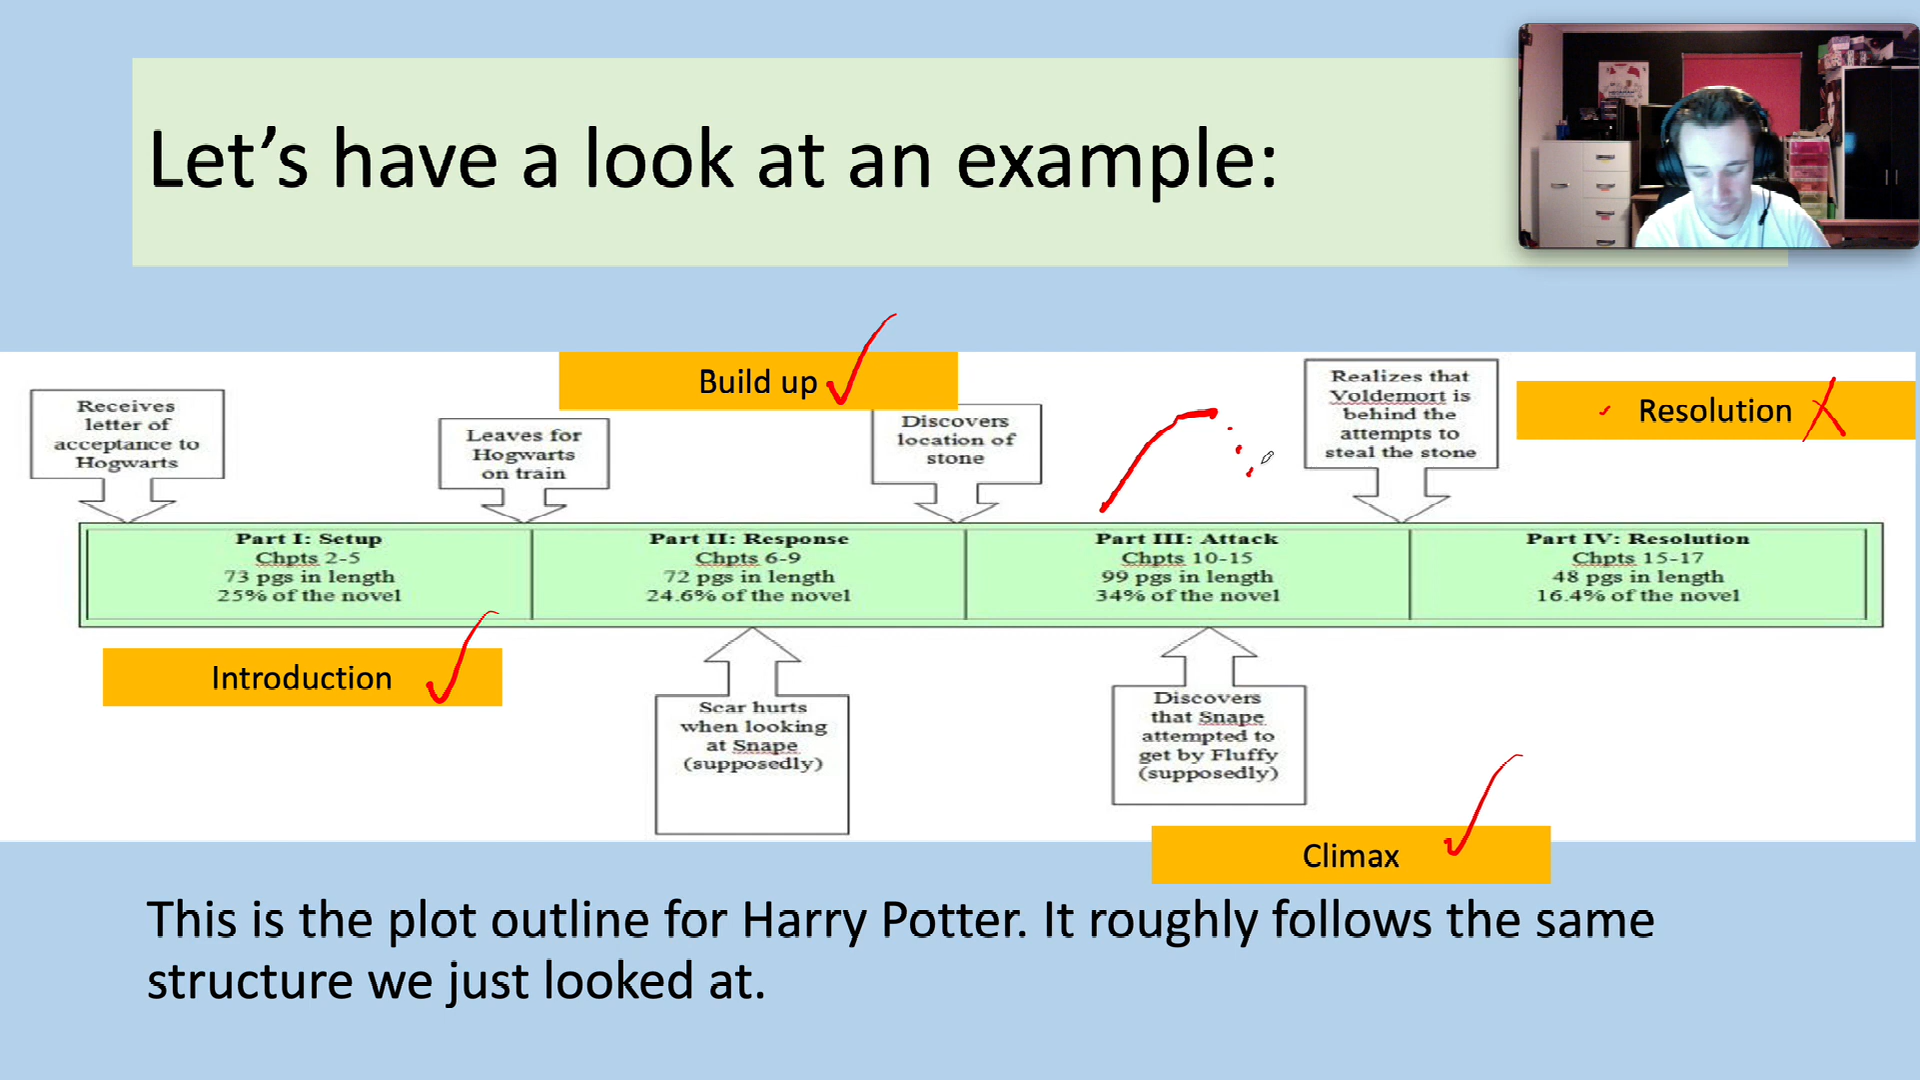 Let's have a look at an example:
Build up
Resolution
Receives
letter of
acceptance to
Hogwarts
Leaves for
Hogwarts
on train
Discovers
location of
stone
Realizes that
Voldemort is
behind the
attempts to
steal the stone
Part I: Setup
Chpts 2-5
73 pgs in length
25% of the novel
Part II: Response
Chpts 6-9
72 pgs in length
24.6% of the novel
Part III: Attack
Chpts 10-15
99 pgs in length
34% of the novel
Part IV: Resolution
Chpts 15-17
48 pgs in length
16.4% of the novel
Introduction
Scar hurts
when looking
at Snape
(supposedly)
Discovers
that Snape
attempted to
get by Fluffy
(supposedly)
Climax
This is the plot outline for Harry Potter. It roughly follows the same
structure we just looked at.